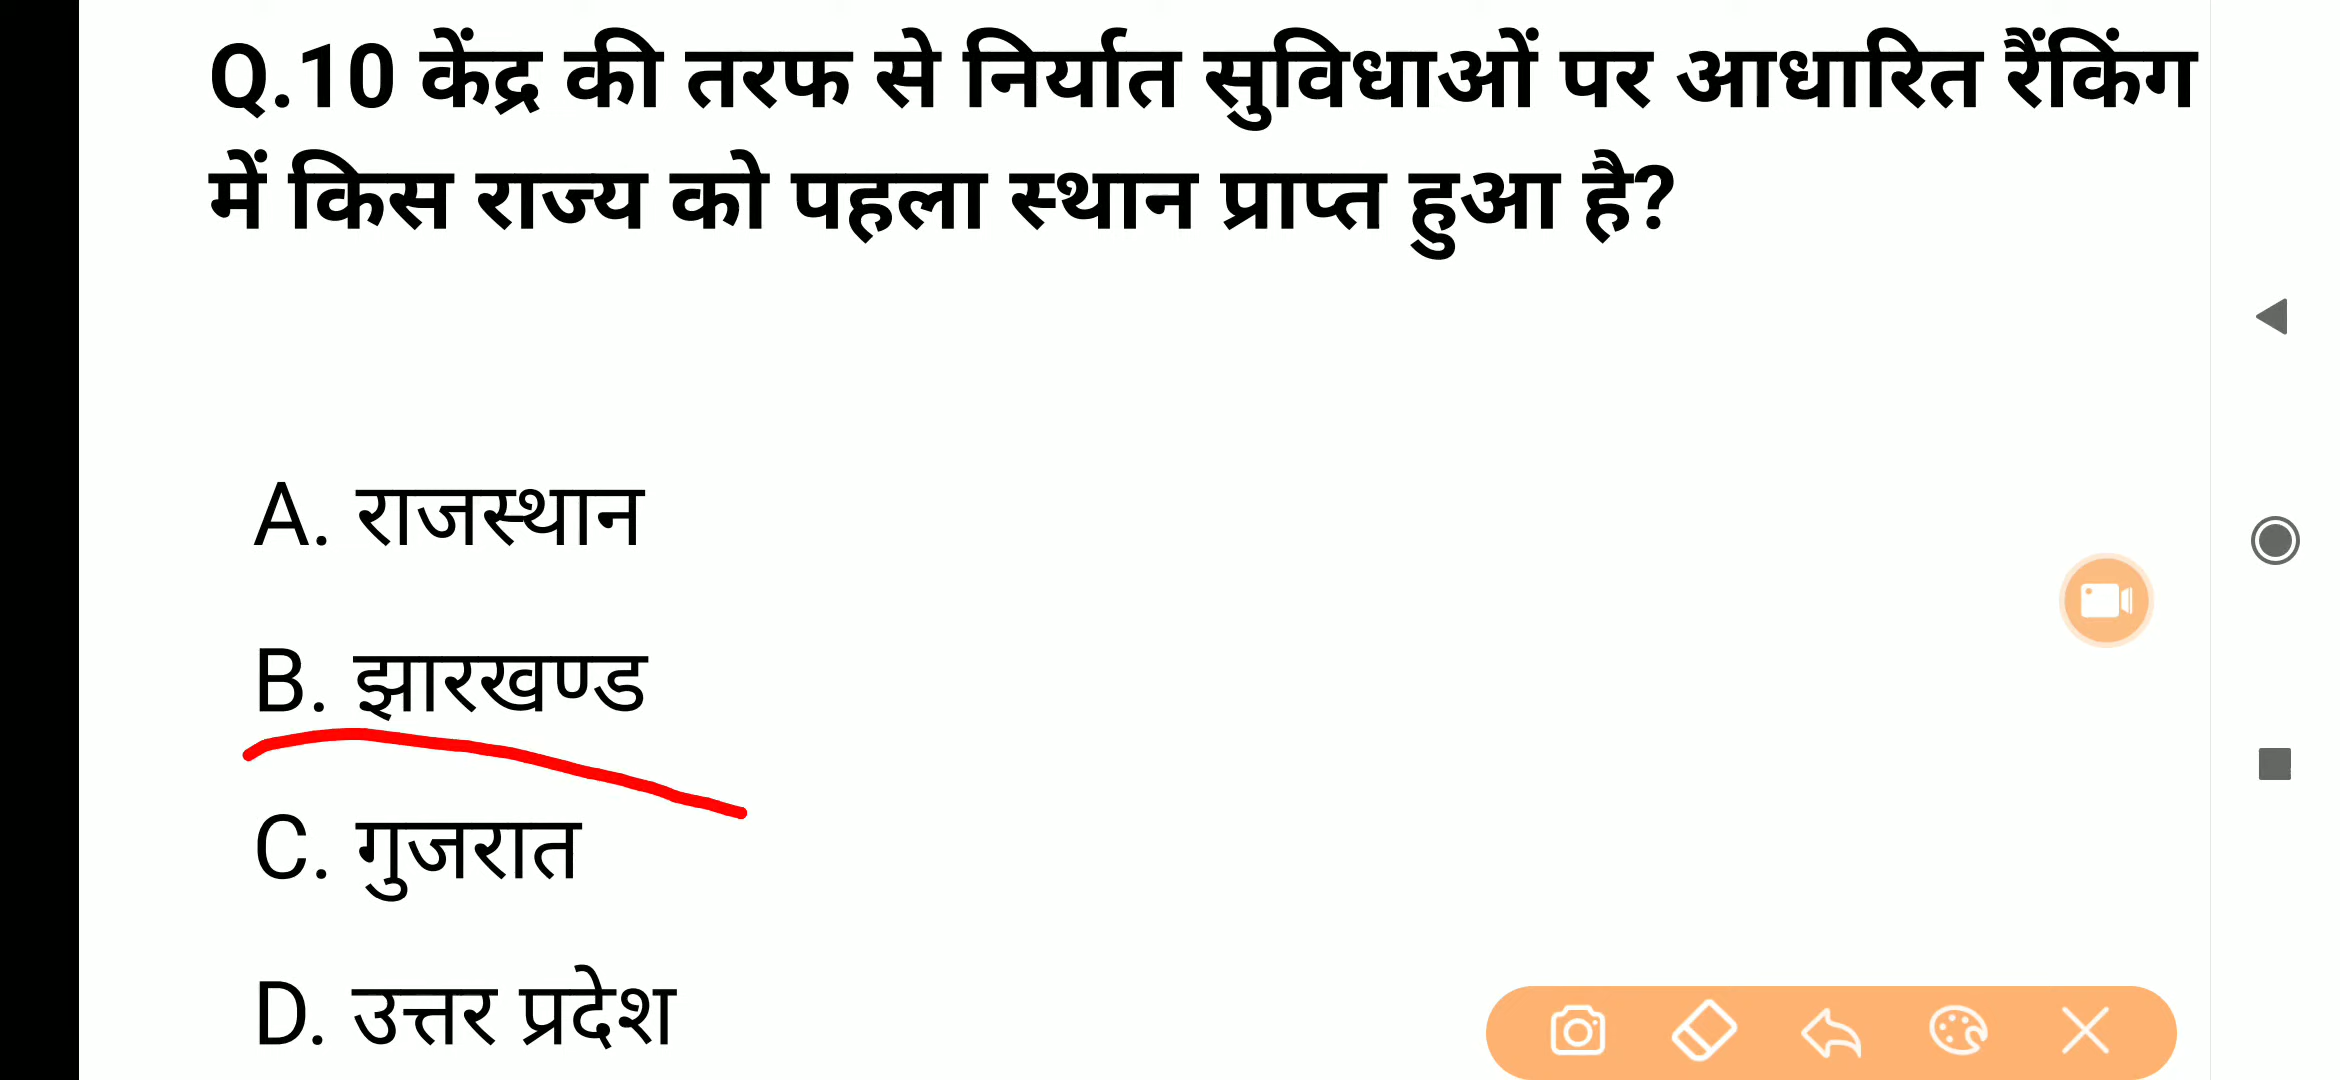 Q.10 केंद्र की तरफ से निर्यात सुविधाओं पर आधारित रैंकिंग
में किस राज्य को पहला स्थान प्राप्त हुआ है?
A. राजस्थान
B. झारखण्ड
C. गुजरात
D. उत्तर प्रदेश